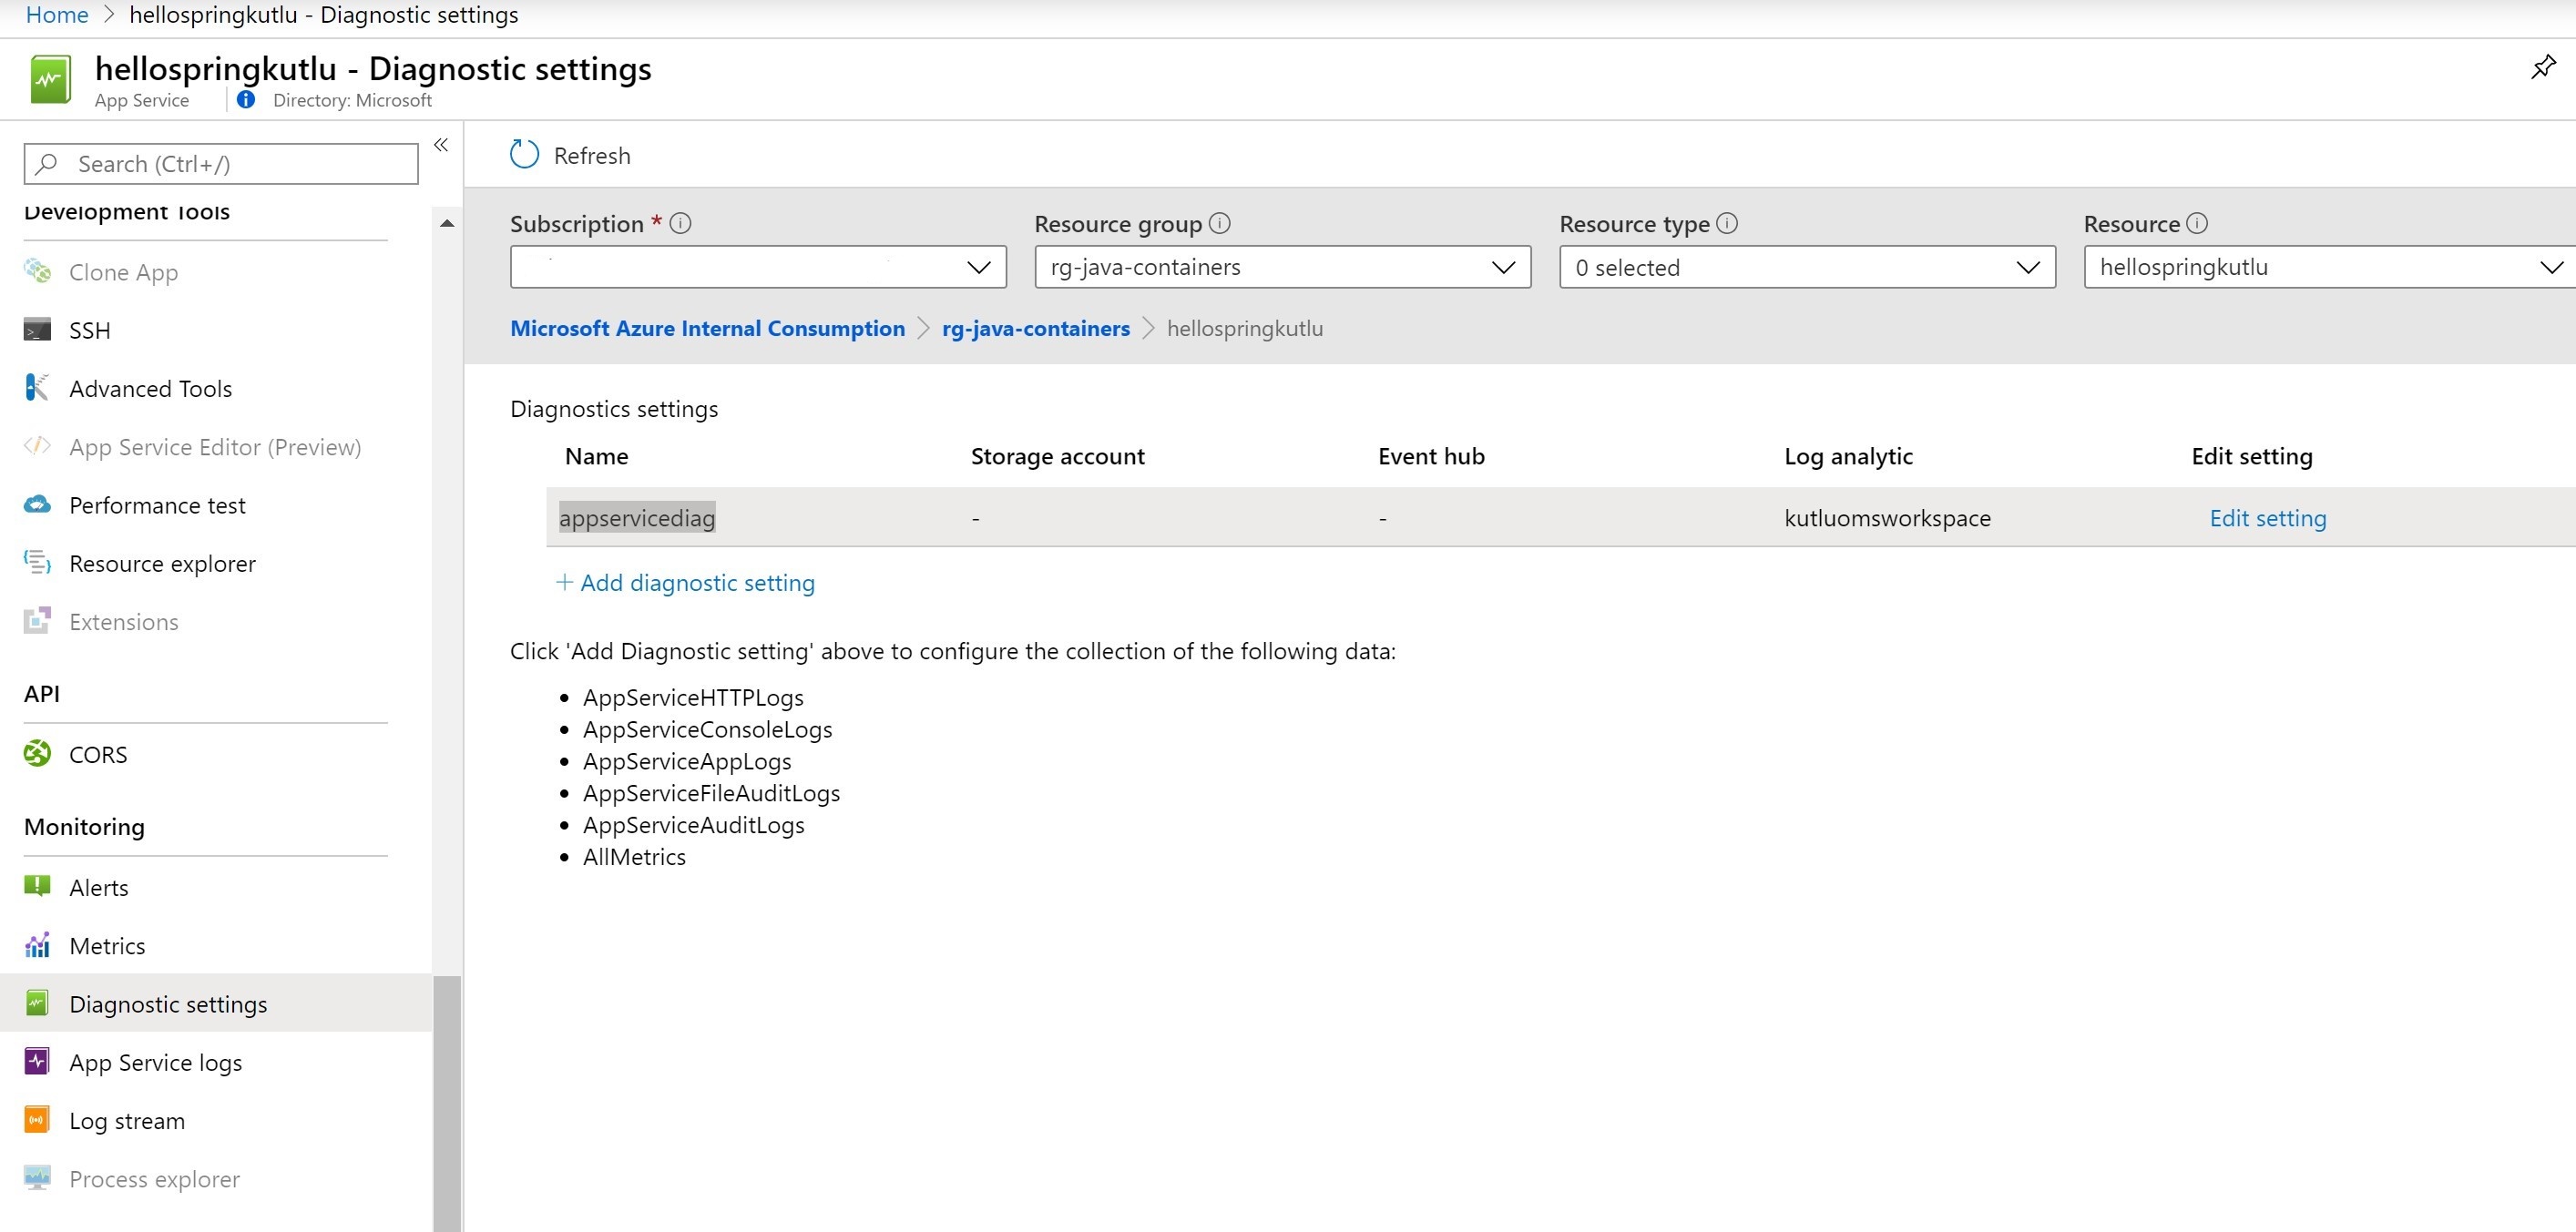 Home > hellospringkutlu - Diagnostic settings
hellospringkutlu - Diagnostic settings
App Service
Directory: Microsoft
Search (Ctrl+/)
«
Development Tools
Clone App
SSH
Advanced Tools
App Service Editor (Preview)
Performance test
Resource explorer
Extensions
API
CORS
Monitoring
Alerts
Metrics
Diagnostic settings
App Service logs
Log stream
Process explorer
Refresh
Subscription * Resource group Resource type Resource
rg-java-containers 0 selected hellospringkutlu
Microsoft Azure Internal Consumption > rg-java-containers > hellospringkutlu
Diagnostics settings
Name Storage account Event hub Log analytic Edit setting
appservicediag - - kutluomsworkspace Edit setting
+ Add diagnostic setting
Click 'Add Diagnostic setting' above to configure the collection of the following data:
• AppServiceHTTPLogs
• AppServiceConsoleLogs
• AppServiceAppLogs
• AppServiceFileAuditLogs
• AppServiceAuditLogs
• AllMetrics